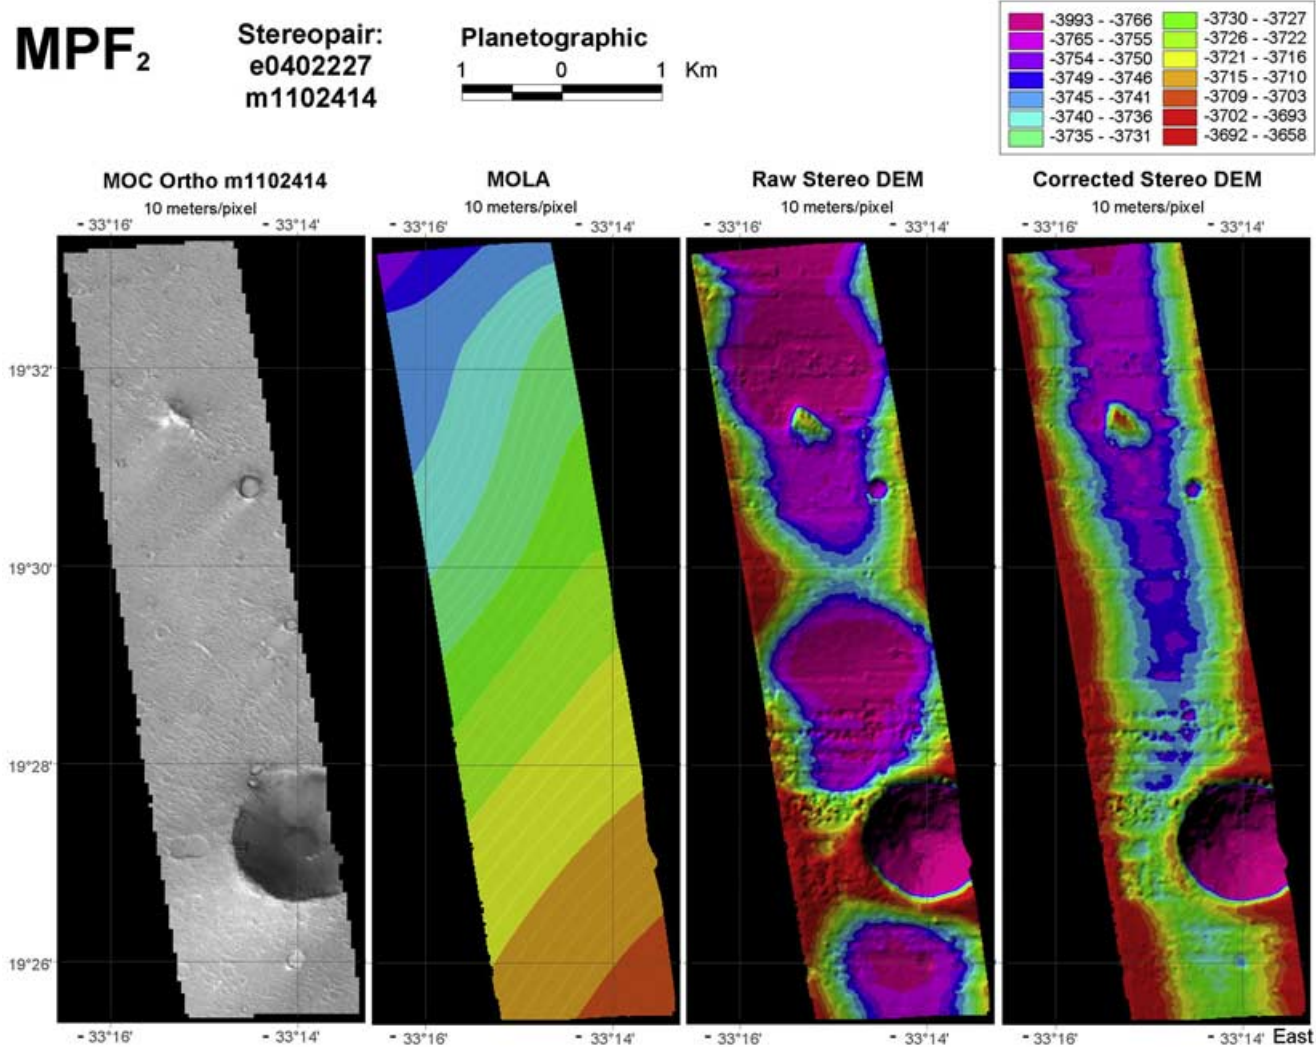 MPF2
Stereopair:
e0402227
m1102414
Planetographic
1 0 1 Km
-3993 - -3766 -3730 - -3727
-3765 - -3755 -3726 - -3722
-3754 - -3750 -3721 - -3716
-3749 - -3746 -3715 - -3710
-3745 - -3741 -3709 - -3703
-3740 - -3736 -3702 - -3693
-3735 - -3731 -3692 - -3658
MOC Ortho m1102414 MOLA Raw Stereo DEM Corrected Stereo DEM
10 meters/pixel 10 meters/pixel 10 meters/pixel 10 meters/pixel
- 33°16' - 33°14' - 33°16' - 33°14' - 33°16' - 33°14' - 33°16' - 33°14'
19°32'
19°30'
19°28'
19°26'
- 33°16' - 33°14' - 33°16' - 33°14' - 33°16' - 33°14' - 33°16' - 33°14' East